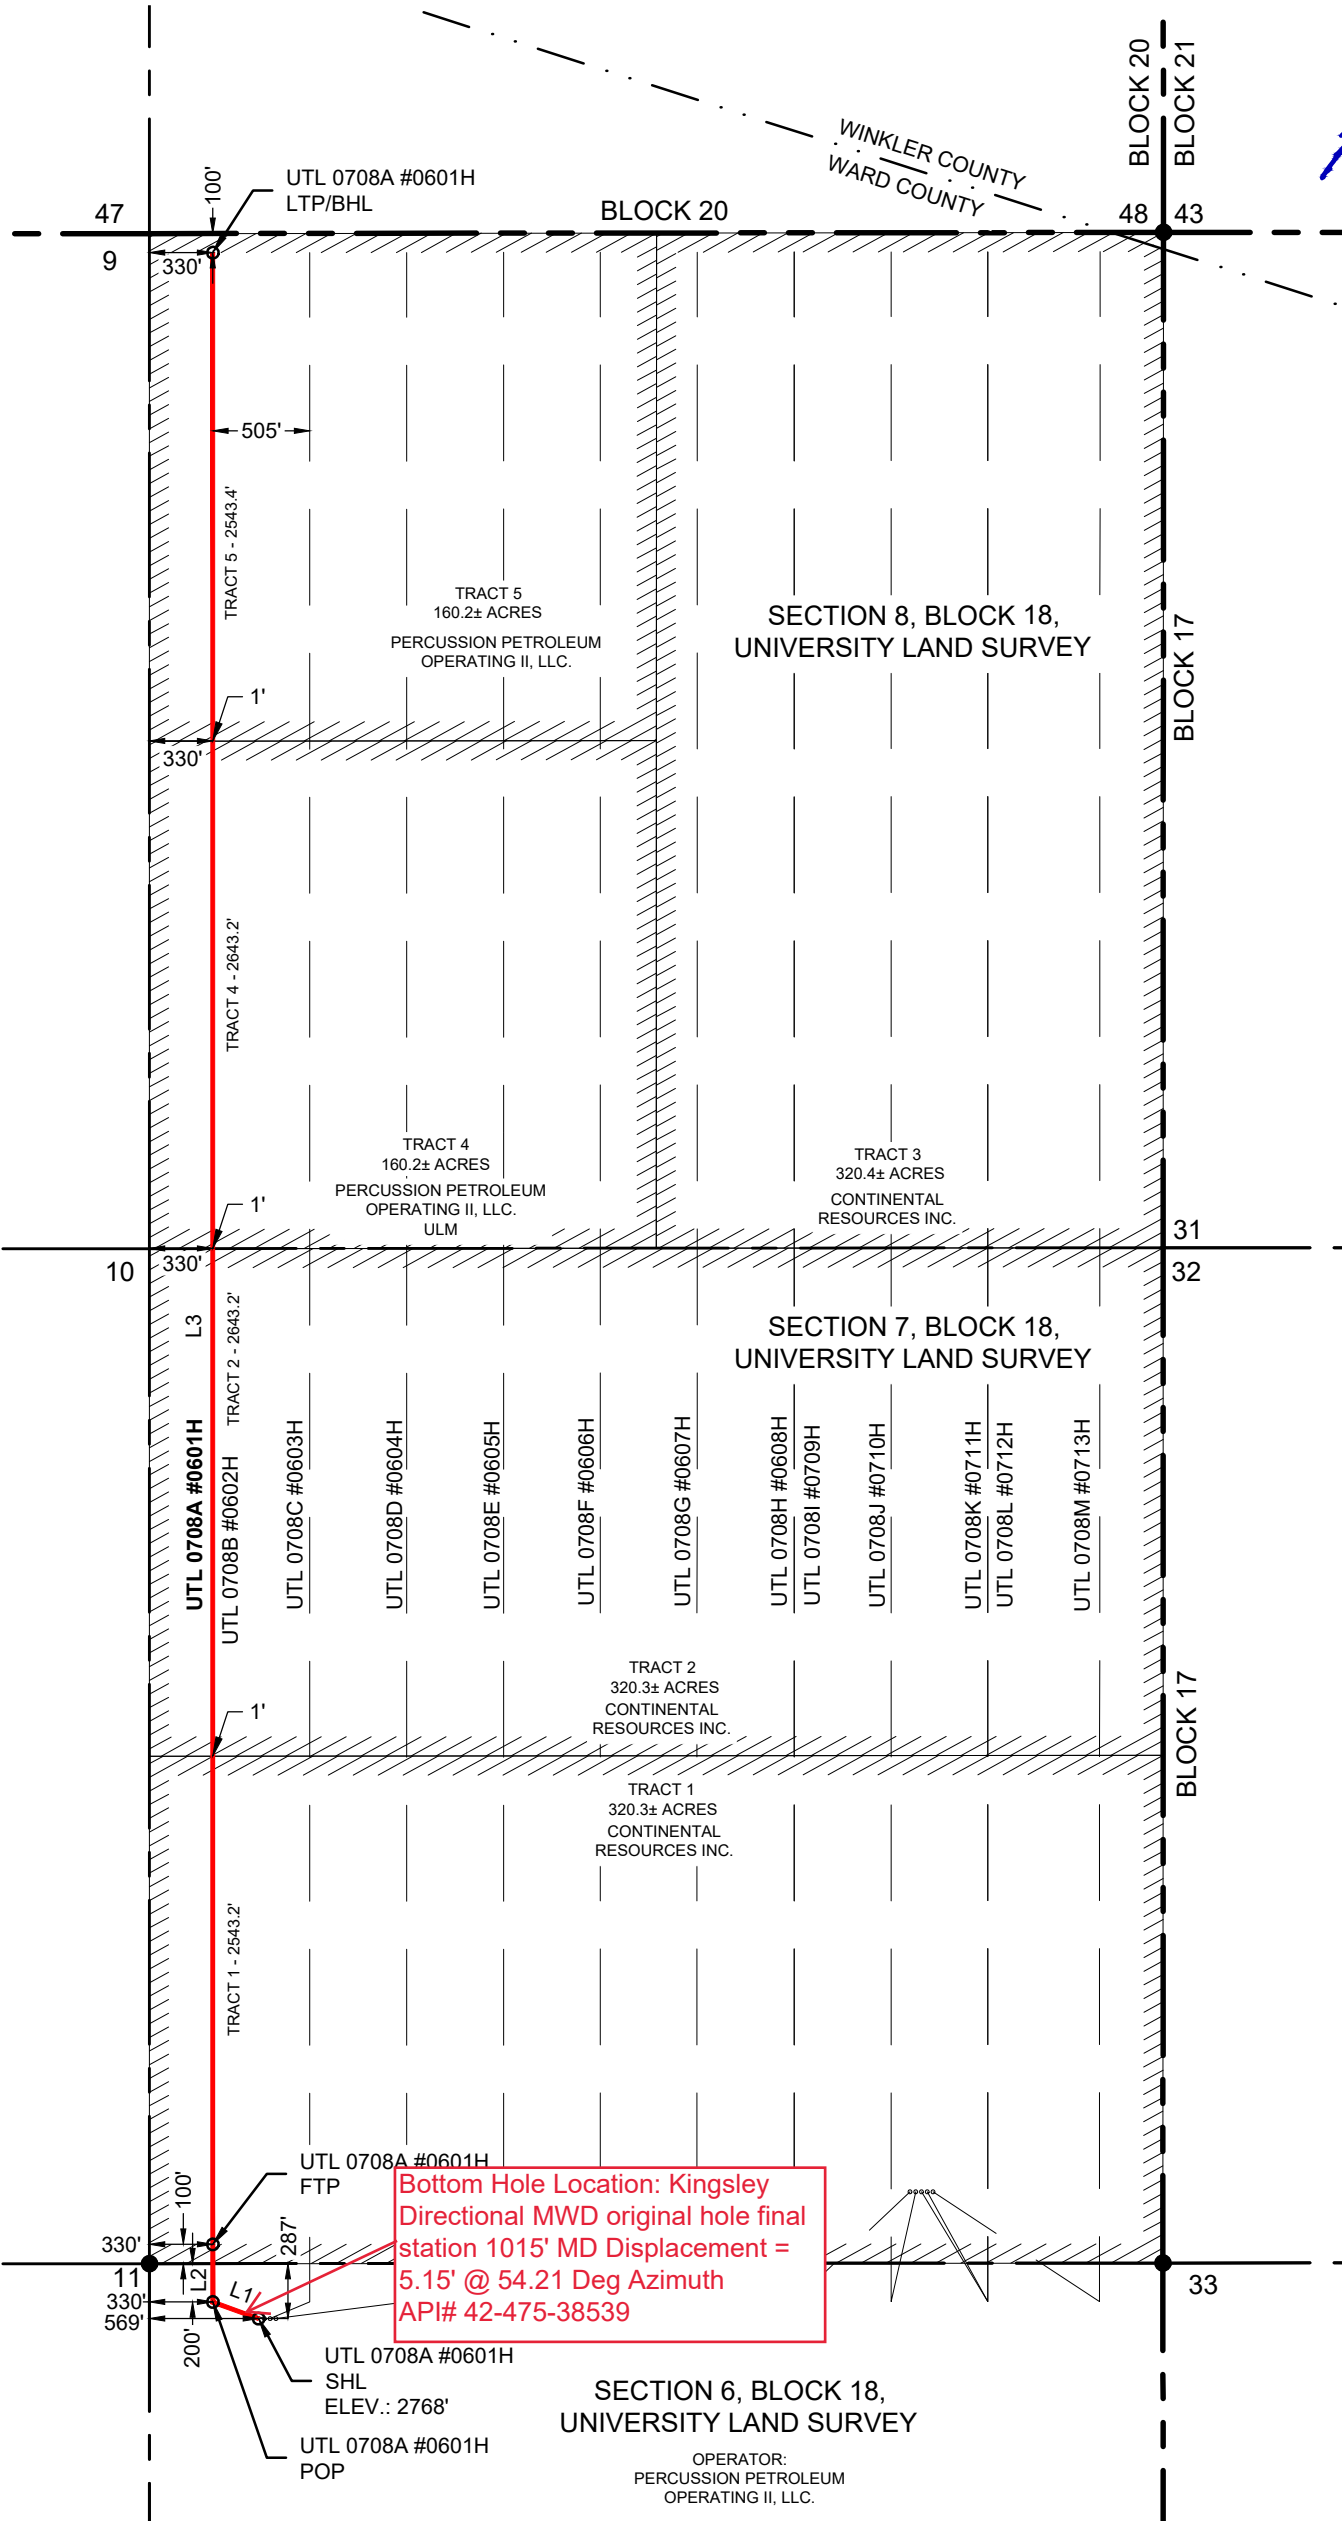 BLOCK 20
BLOCK 21
WINKLER COUNTY
WARD COUNTY
UTL 0708A #0601H
LTP/BHL
100'
47
BLOCK 20
48
43
9
330'
505'
TRACT 5 - 2543.4'
TRACT 5
160.2± ACRES
PERCUSSION PETROLEUM
OPERATING II, LLC.
SECTION 8, BLOCK 18,
UNIVERSITY LAND SURVEY
BLOCK 17
1'
330'
TRACT 4 - 2643.2'
TRACT 4
160.2± ACRES
PERCUSSION PETROLEUM
OPERATING II, LLC.
ULM
TRACT 3
320.4± ACRES
CONTINENTAL
RESOURCES INC.
1'
31
330'
10
32
L3
TRACT 2 - 2643.2'
SECTION 7, BLOCK 18,
UNIVERSITY LAND SURVEY
UTL 0708A #0601H
UTL 0708B #0602H
UTL 0708C #0603H
UTL 0708D #0604H
UTL 0708E #0605H
UTL 0708F #0606H
UTL 0708G #0607H
UTL 0708H #0608H
UTL 0708I #0709H
UTL 0708J #0710H
UTL 0708K #0711H
UTL 0708L #0712H
UTL 0708M #0713H
TRACT 2
320.3± ACRES
CONTINENTAL
RESOURCES INC.
1'
BLOCK 17
TRACT 1
320.3± ACRES
CONTINENTAL
RESOURCES INC.
TRACT 1 - 2543.2'
UTL 0708A #0601H
FTP
100'
287'
330'
Bottom Hole Location: Kingsley
Directional MWD original hole final
station 1015' MD Displacement =
5.15' @ 54.21 Deg Azimuth
API# 42-475-38539
11
L2
L1
33
330'
569'
200'
UTL 0708A #0601H
SHL
ELEV.: 2768'
UTL 0708A #0601H
POP
SECTION 6, BLOCK 18,
UNIVERSITY LAND SURVEY
OPERATOR:
PERCUSSION PETROLEUM
OPERATING II, LLC.